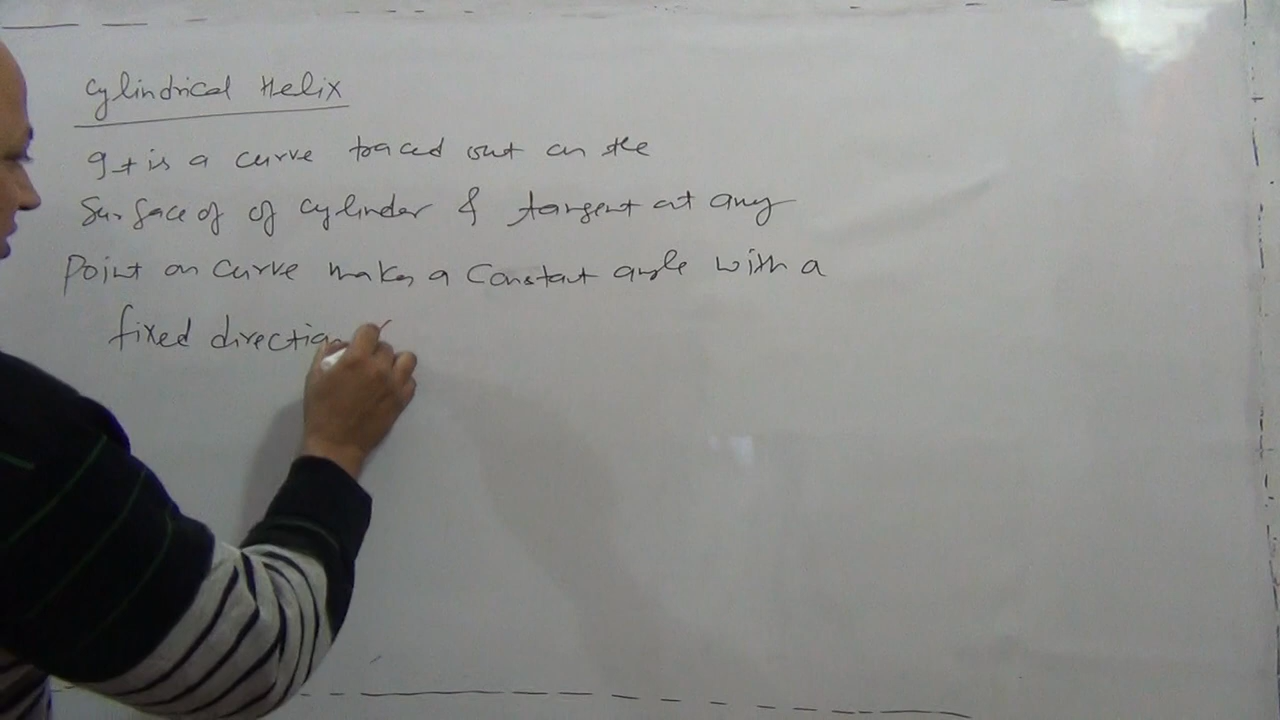 Cylindrical Helix
It is a curve traced out on the
Surface of of cylinder & tangent at any
Point on curve makes a Constant angle with a
fixed direction